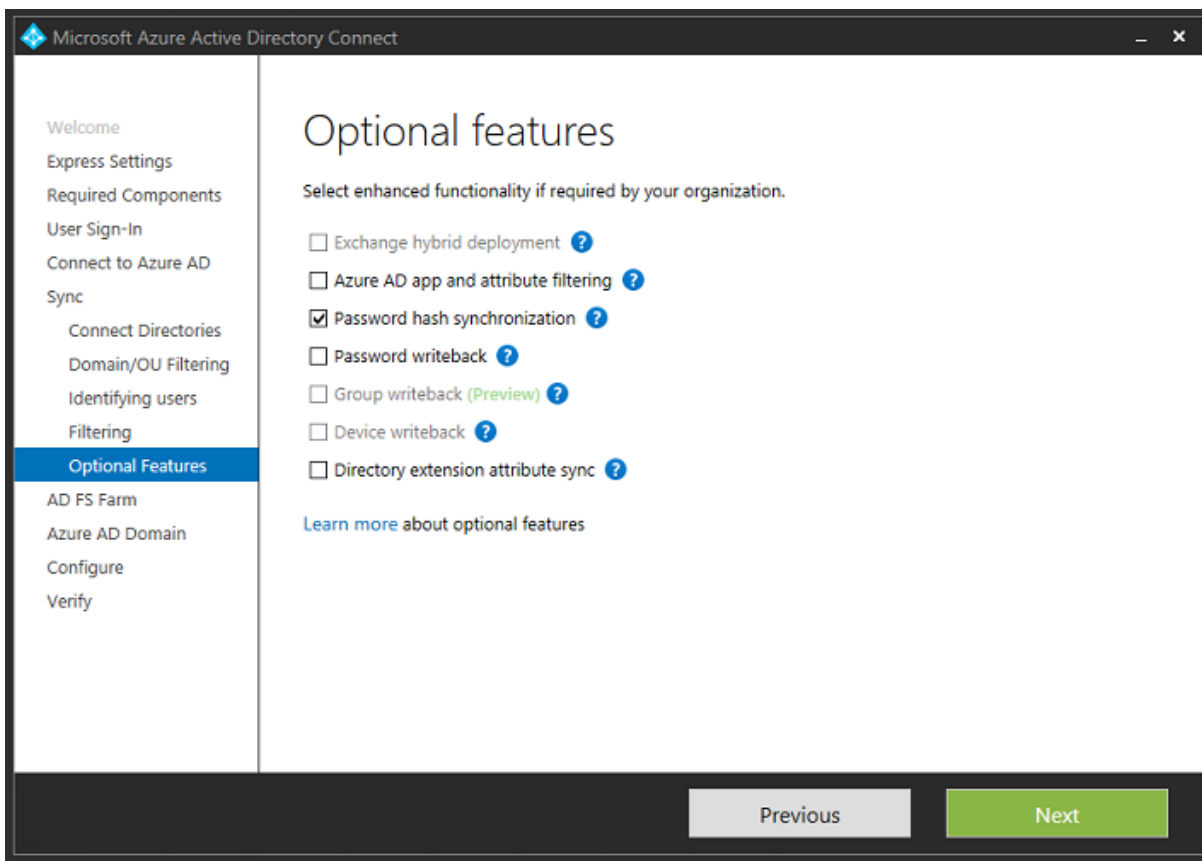 Microsoft Azure Active Directory Connect
Welcome
Express Settings
Required Components
User Sign-In
Connect to Azure AD
Sync
Connect Directories
Domain/OU Filtering
Identifying users
Filtering
Optional Features
AD FS Farm
Azure AD Domain
Configure
Verify
Optional features
Select enhanced functionality if required by your organization.
Exchange hybrid deployment ?
Azure AD app and attribute filtering ?
Password hash synchronization ?
Password writeback ?
Group writeback (Preview) ?
Device writeback ?
Directory extension attribute sync ?
Learn more about optional features
Previous
Next